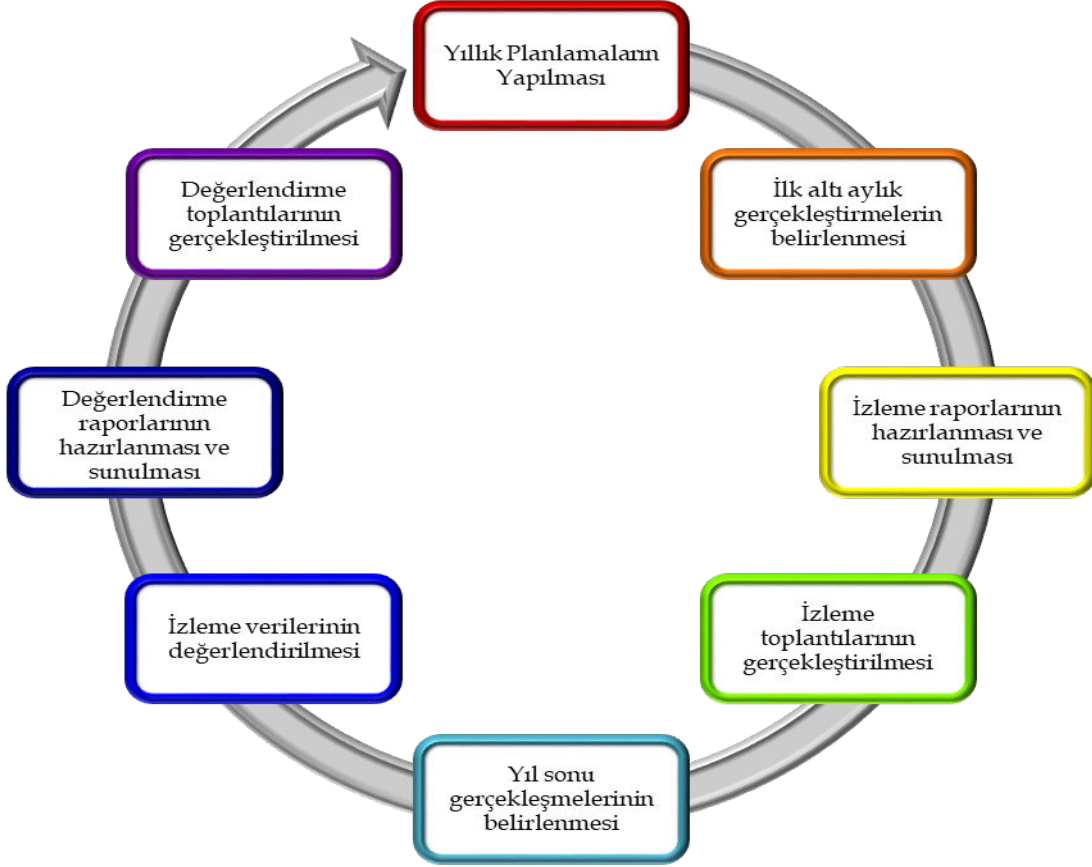 Yıllık Planlamaların
Yapılması
İlk altı aylık
gerçekleştirmelerin
belirlenmesi
İzleme raporlarının
hazırlanması ve
sunulması
İzleme
toplantılarının
gerçekleştirilmesi
Yıl sonu
gerçekleşmelerinin
belirlenmesi
İzleme verilerinin
değerlendirilmesi
Değerlendirme
raporlarının
hazırlanması ve
sunulması
Değerlendirme
toplantılarının
gerçekleştirilmesi